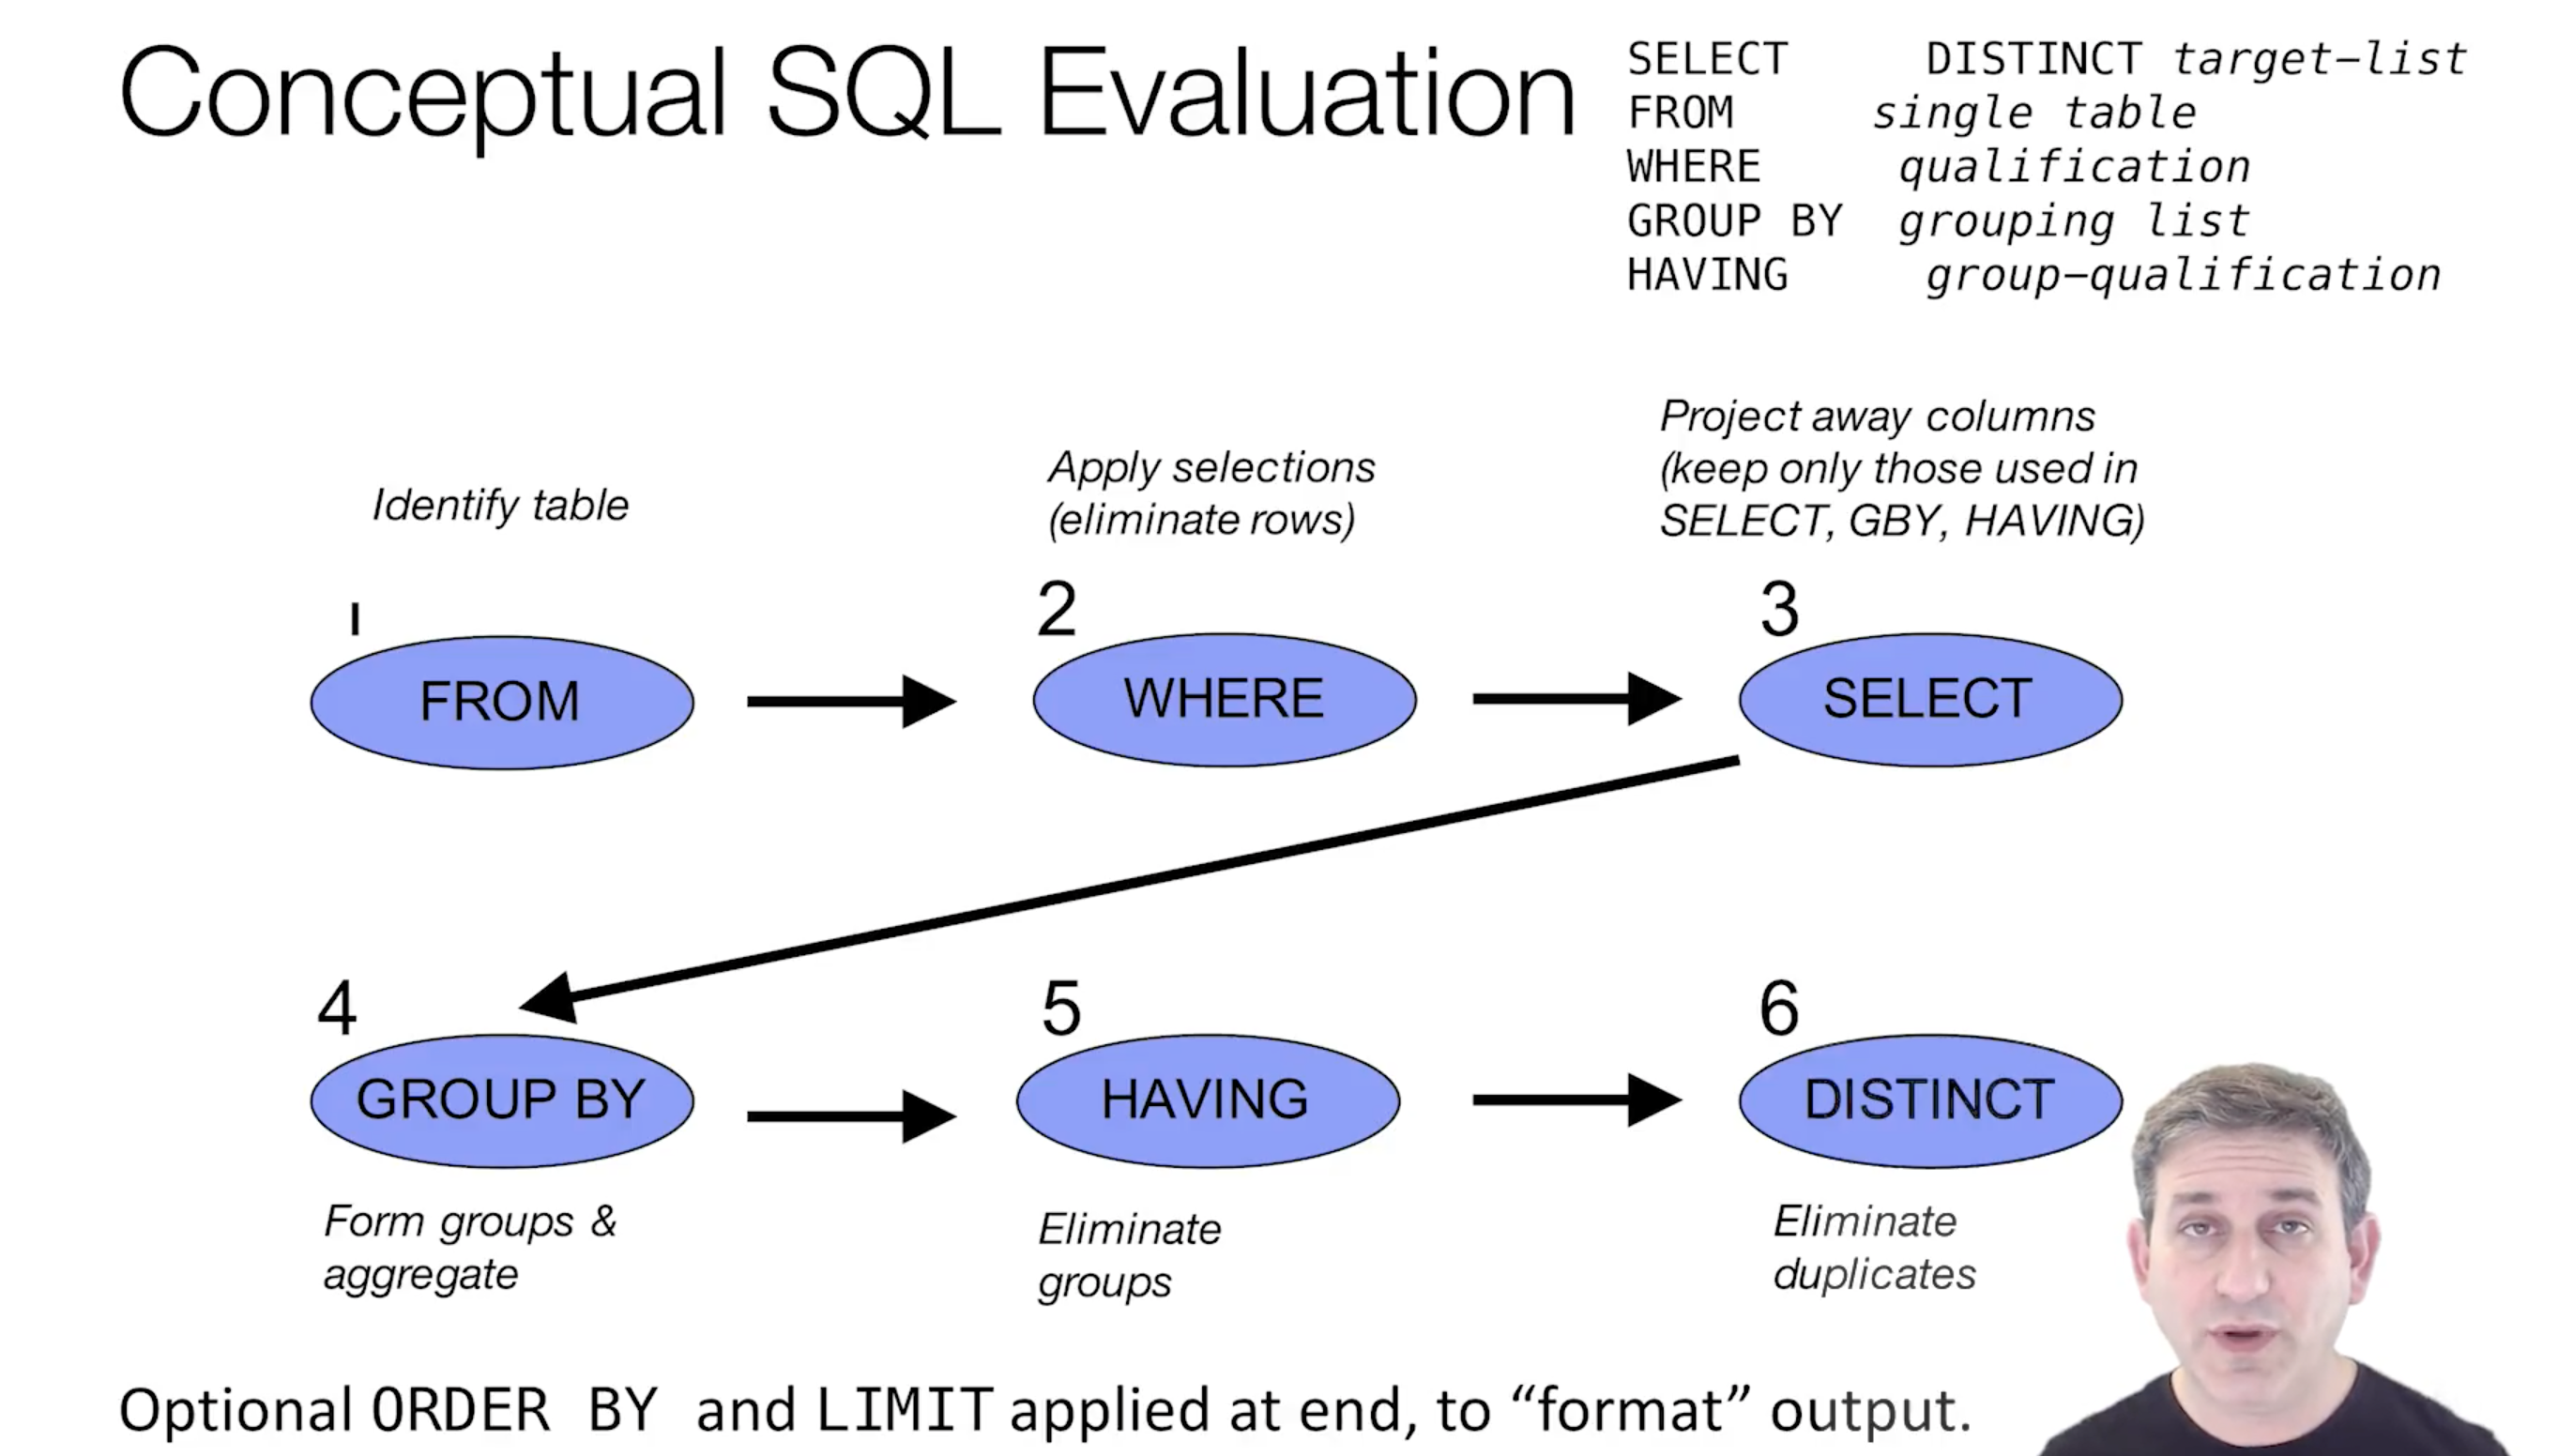 Conceptual SQL Evaluation
SELECT DISTINCT target-list
FROM single table
WHERE qualification
GROUP BY grouping list
HAVING group-qualification
Identify table
Apply selections
(eliminate rows)
Project away columns
(keep only those used in
SELECT, GBY, HAVING)
1
FROM
2
WHERE
3
SELECT
4
GROUP BY
5
HAVING
6
DISTINCT
Form groups &
aggregate
Eliminate
groups
Eliminate
duplicates
Optional ORDER BY and LIMIT applied at end, to “format” output.